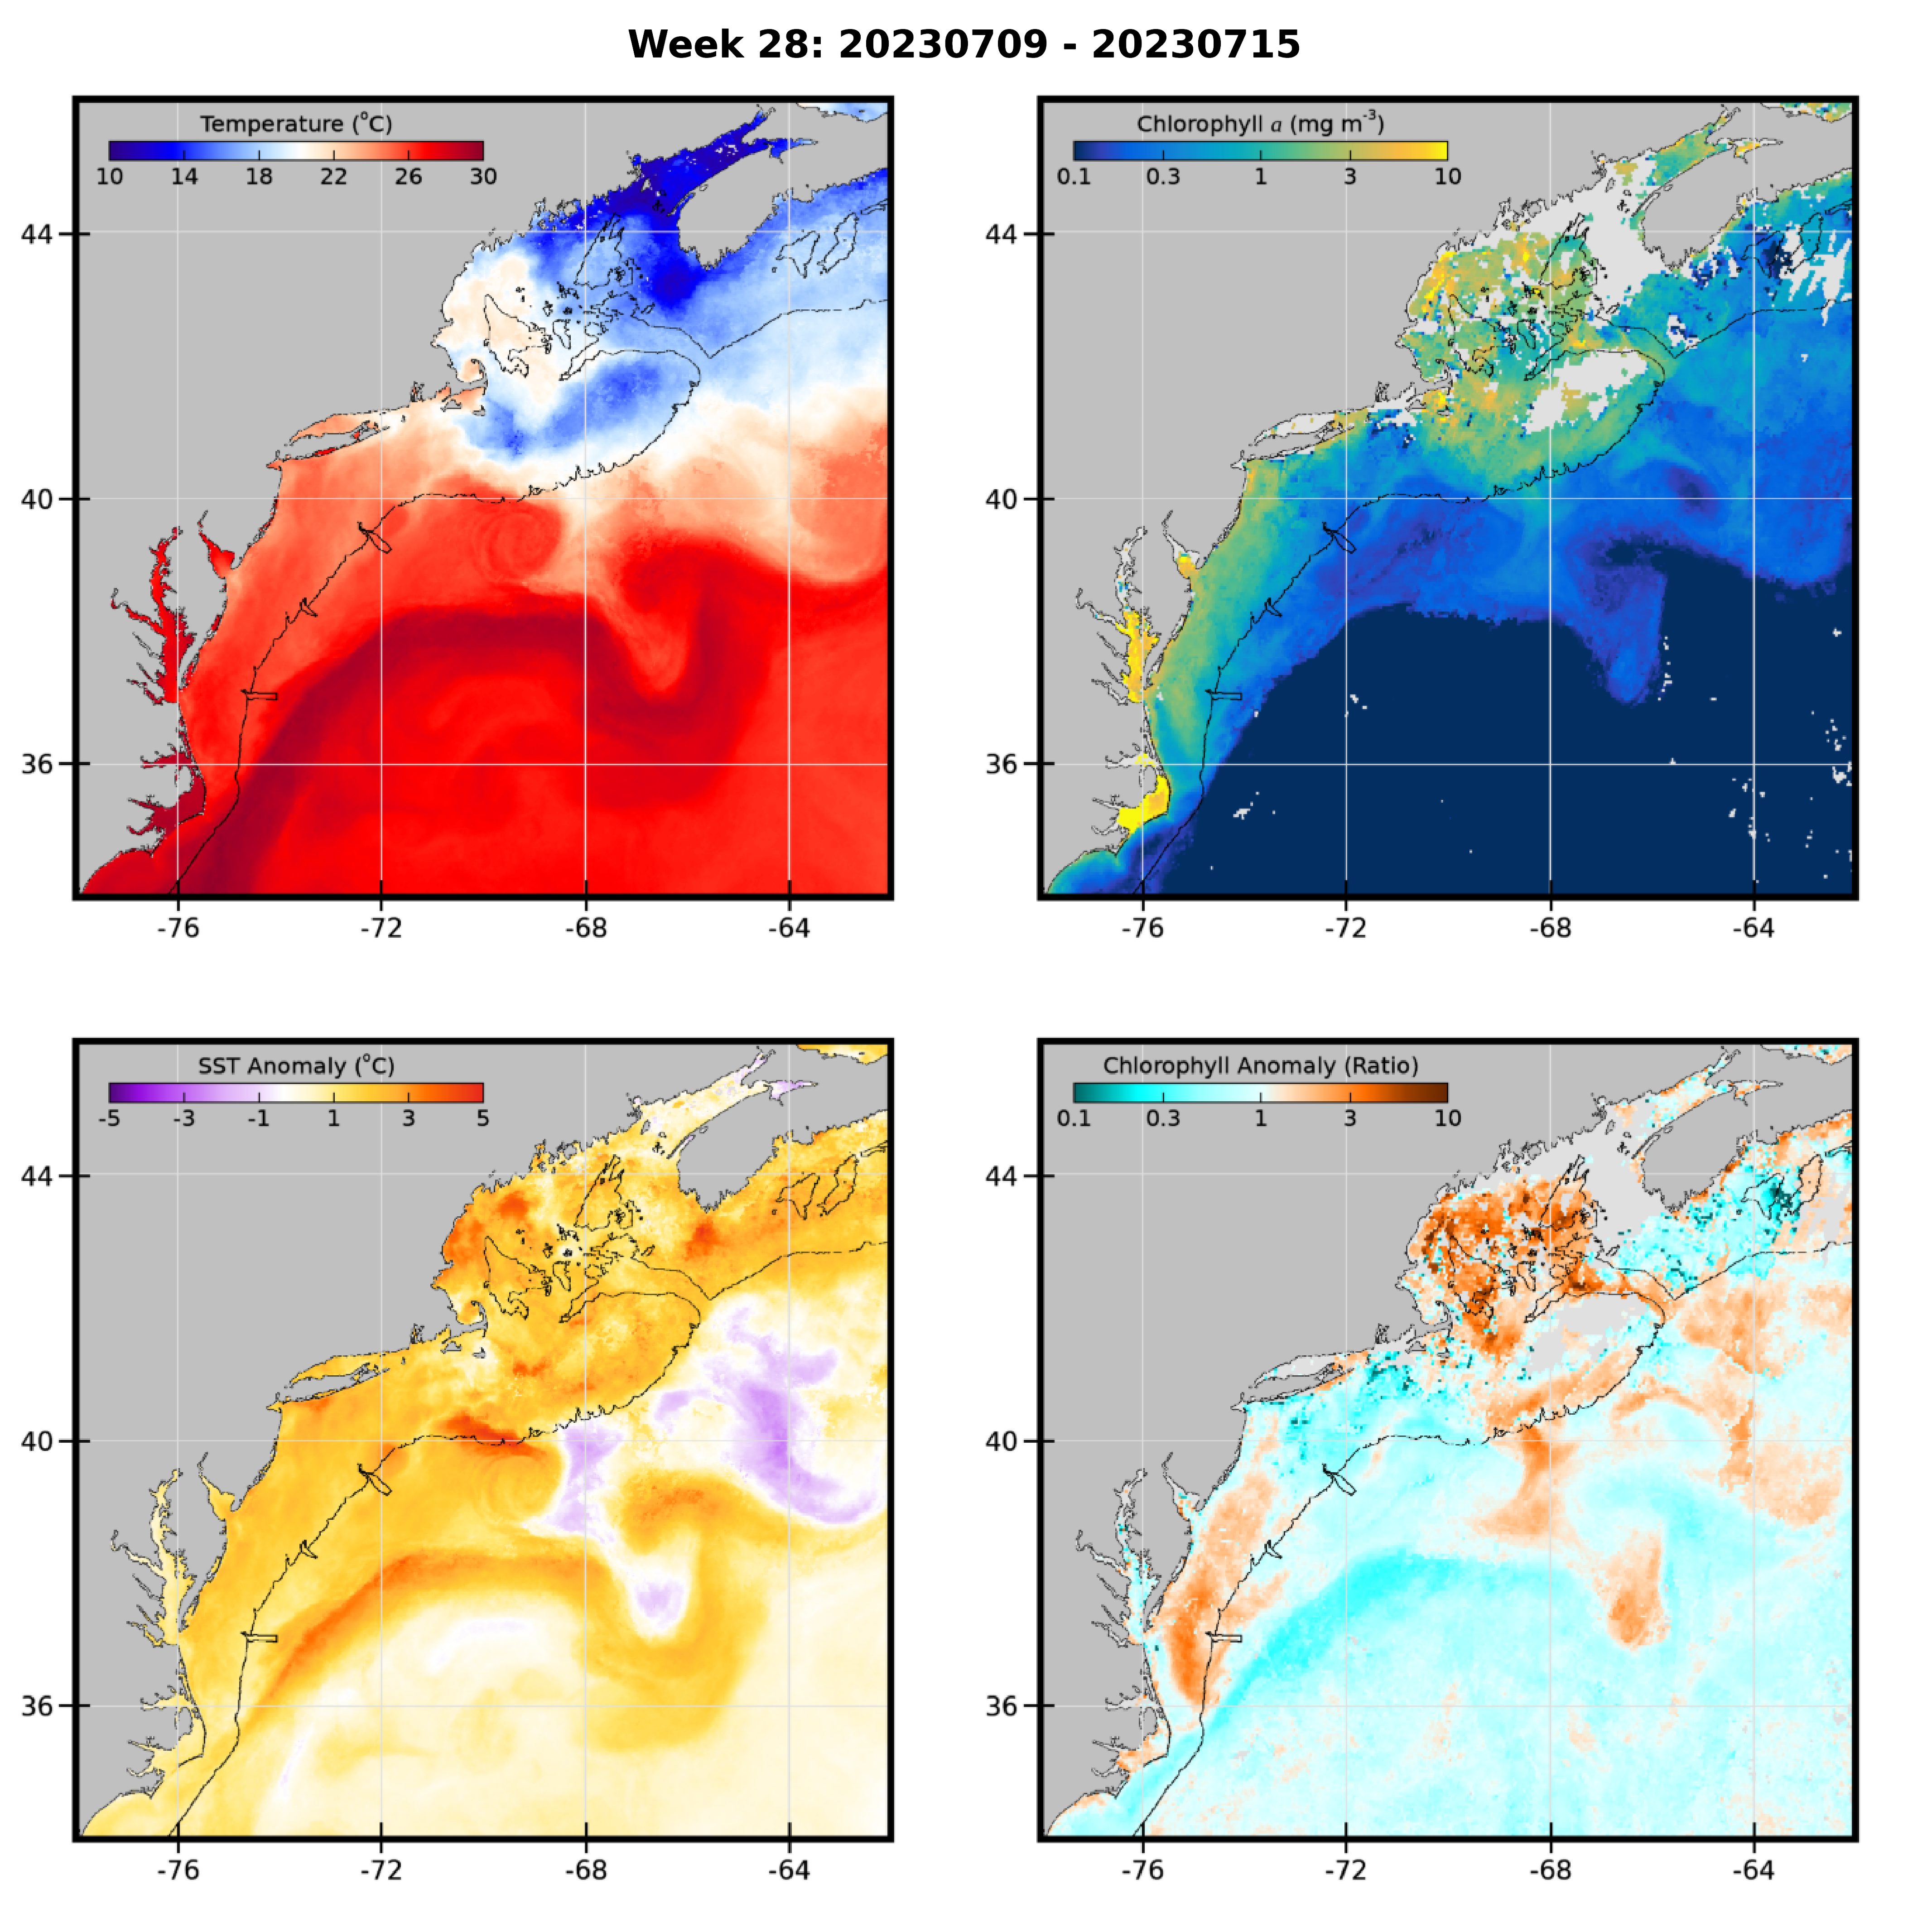 Week 28: 20230709 - 20230715
Temperature (°C)
10 14 18 22 26 30
44
40
36
-76 -72 -68 -64
Chlorophyll a (mg m⁻³)
0.1 0.3 1 3 10
44
40
36
-76 -72 -68 -64
SST Anomaly (°C)
-5 -3 -1 1 3 5
44
40
36
-76 -72 -68 -64
Chlorophyll Anomaly (Ratio)
0.1 0.3 1 3 10
44
40
36
-76 -72 -68 -64